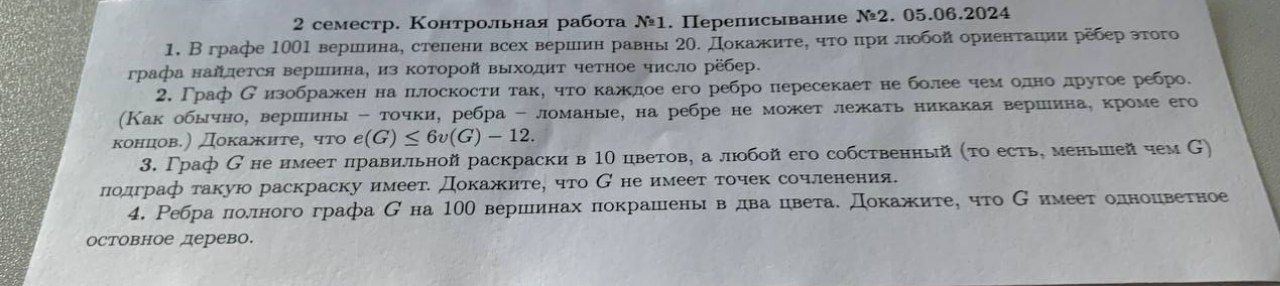 2 семестр. Контрольная работа №1. Переписывание №2. 05.06.2024
1. В графе 1001 вершина, степени всех вершин равны 20. Докажите, что при любой ориентации рёбер этого
графа найдется вершина, из которой выходит четное число рёбер.
2. Граф G изображен на плоскости так, что каждое его ребро пересекает не более чем одно другое ребро.
(Как обычно, вершины – точки, ребра – ломаные, на ребре не может лежать никакая вершина, кроме его
концов.) Докажите, что e(G) ≤ 6v(G) − 12.
3. Граф G не имеет правильной раскраски в 10 цветов, а любой его собственный (то есть, меньшей чем G)
подграф такую раскраску имеет. Докажите, что G не имеет точек сочленения.
4. Ребра полного графа G на 100 вершинах покрашены в два цвета. Докажите, что G имеет одноцветное
остовное дерево.